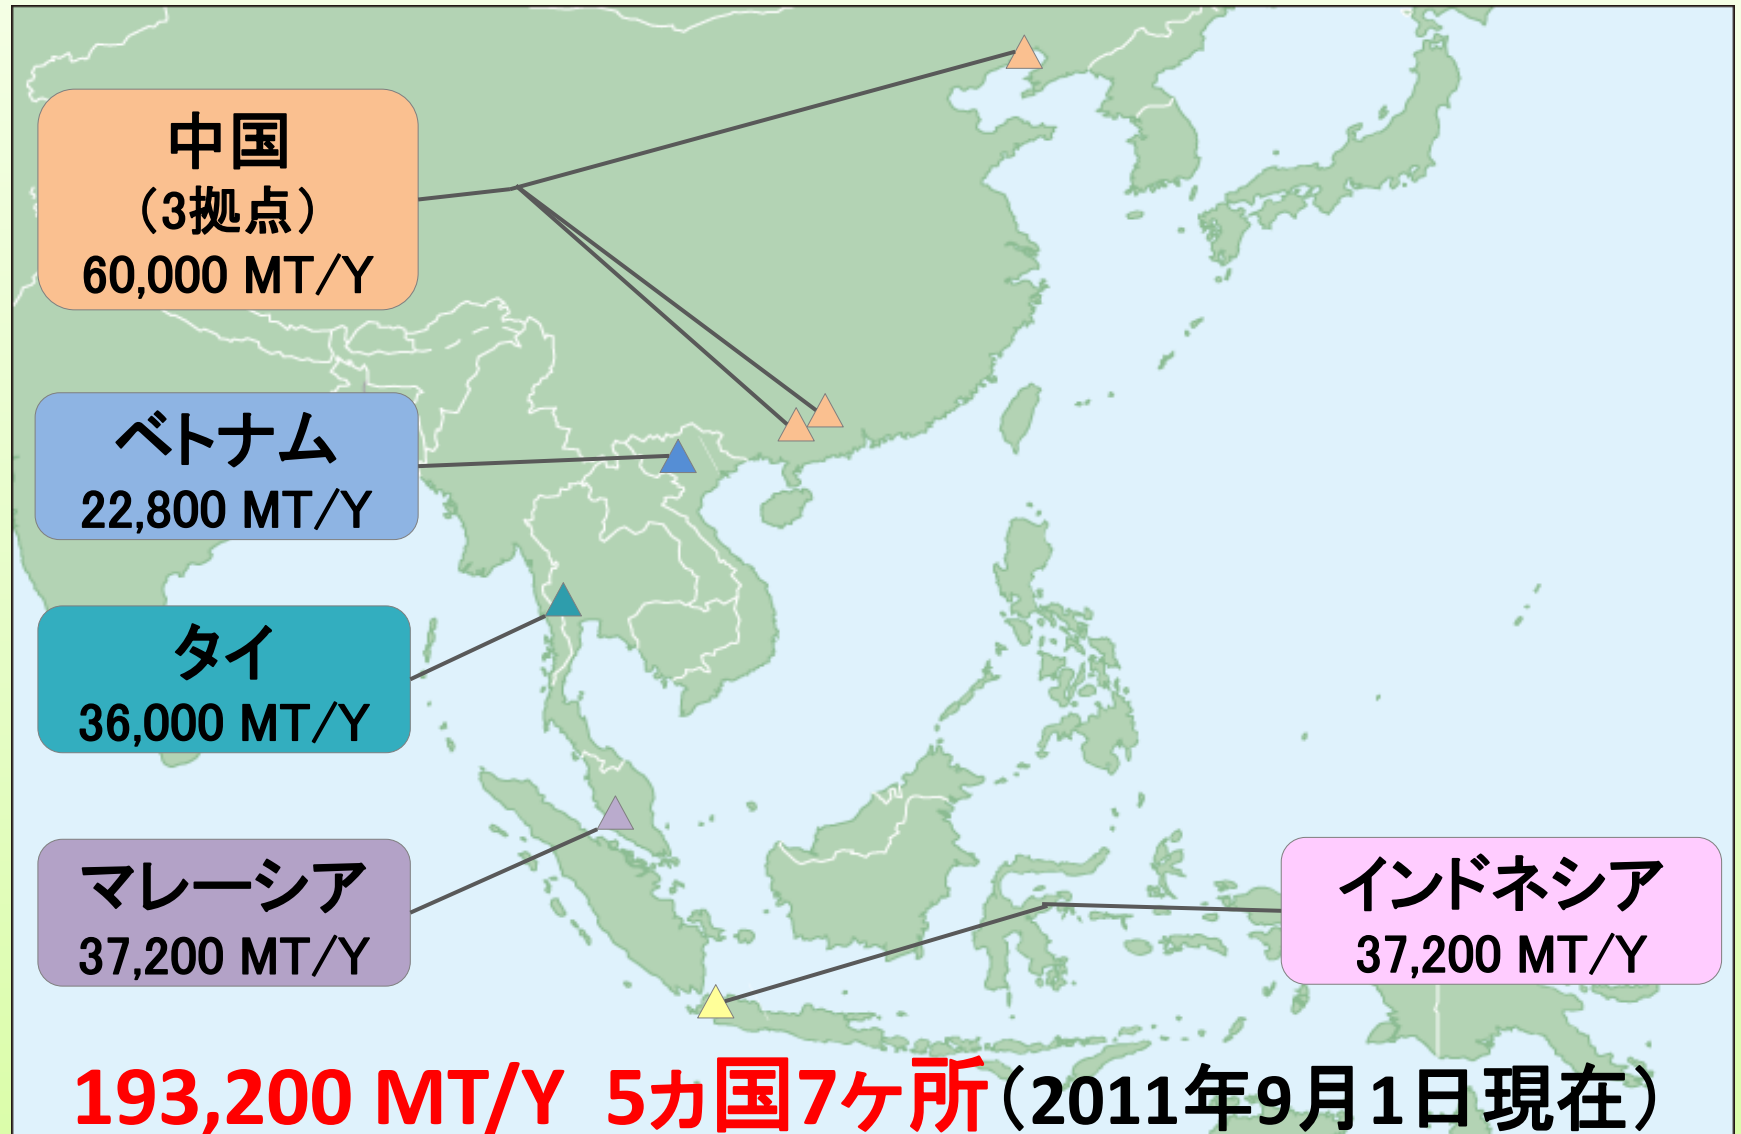 中国
（3拠点）
60,000 MT/Y
ベトナム
22,800 MT/Y
タイ
36,000 MT/Y
マレーシア
37,200 MT/Y
インドネシア
37,200 MT/Y
193,200 MT/Y 5カ国7ヶ所（2011年9月1日現在）